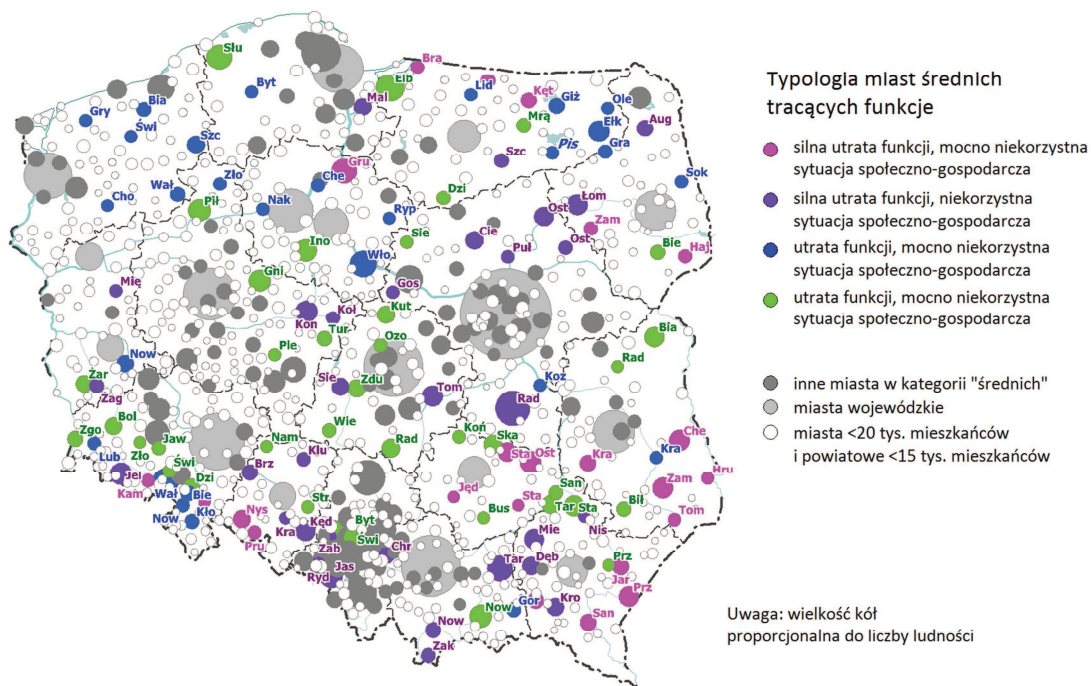 Typologia miast średnich
tracących funkcje
silna utrata funkcji, mocno niekorzystna
sytuacja społeczno-gospodarcza
silna utrata funkcji, niekorzystna
sytuacja społeczno-gospodarcza
utrata funkcji, mocno niekorzystna
sytuacja społeczno-gospodarcza
utrata funkcji, mocno niekorzystna
sytuacja społeczno-gospodarcza
inne miasta w kategorii "średnich"
miasta wojewódzkie
miasta <20 tys. mieszkańców
i powiatowe <15 tys. mieszkańców
Uwaga: wielkość kół
proporcjonalna do liczby ludności
Słu
Bra
Elb
Byt
Mal
Lid
Kęt
Giż
Ole
Bia
Gry
Świ
Mrą
Ełk
Aug
Szc
Szc
Pis
Gra
Gru
Zło
Che
Sok
Wał
Cho
Pił
Nak
Ryp
Dzi
Łom
Ost
Zam
Sie
Cie
Ost
Puł
Bie
Haj
Ino
Wło
Gni
Mię
Gos
Kon
Koł
Kut
Tur
Ozo
Bia
Now
Ple
Rad
Żar
Zag
Sie
Zdu
Tom
Koz
Rad
Bol
Zgo
Jaw
Wie
Koń
Ska
Che
Lub
Zło
Nam
Rad
Sta
Ost
Kra
Kra
Świ
Klu
Jel
Dzi
Brz
Kam
Zam
Hru
Wał
Bie
Jęd
Sta
Sań
Now
Kło
Str
Bus
Tar
Sta
Bił
Tom
Nys
Kęd
Byt
Nis
Kra
Świ
Mie
Pru
Zab
Chr
Prz
Jas
Tar
Dęb
Ryd
Jar
Prz
Now
Gor
Kro
San
Now
Zak